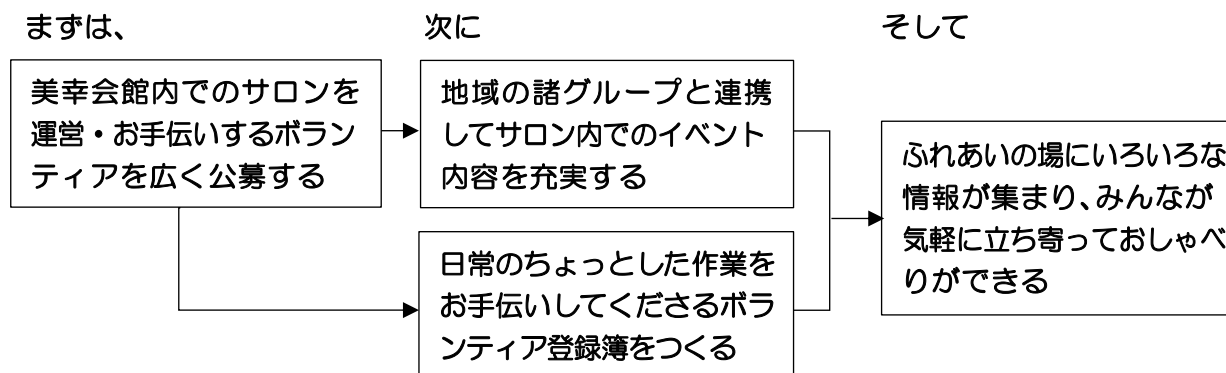 まずは、
美幸会館内でのサロンを
運営・お手伝いするボラン
ティアを広く公募する
次に
地域の諸グループと連携
してサロン内でのイベント
内容を充実する
日常のちょっとした作業を
お手伝いしてくださるボラ
ンティア登録簿をつくる
そして
ふれあいの場にいろいろな
情報が集まり、みんなが
気軽に立ち寄っておしゃべ
りができる